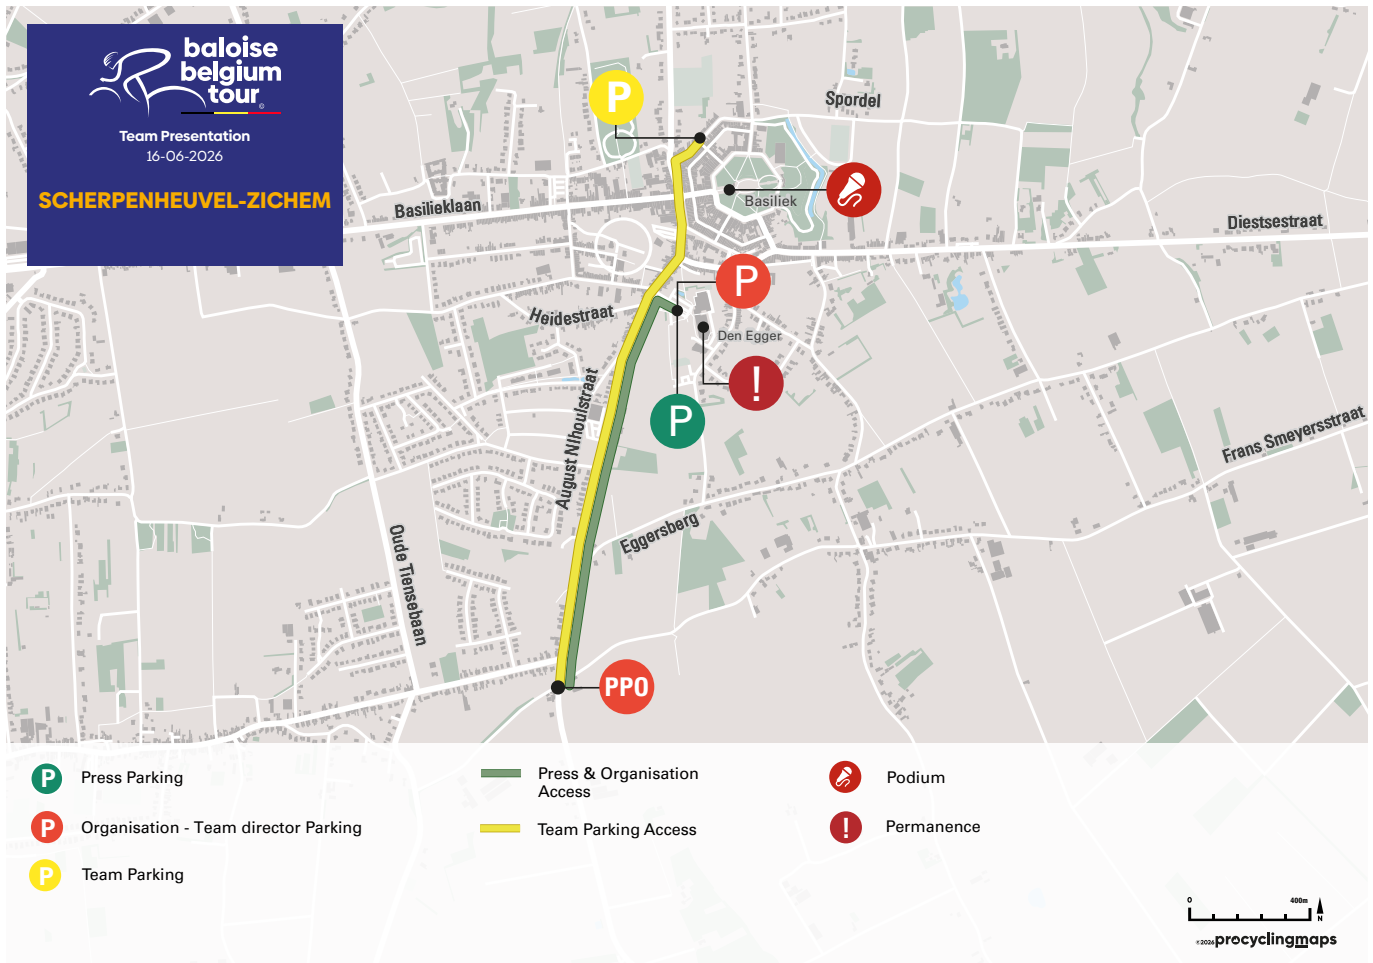 baloise
belgium
tour
©
Team Presentation
16-06-2026
SCHERPENHEUVEL-ZICHEM
P
Spordel
Basilieklaan
Basiliek
Diestsestraat
P
Heidestraat
Den Egger
!
P
August NIhoulstraat
Frans Smeyersstraat
Eggersberg
Oude Tiensebaan
PPO
P Press Parking
P Organisation - Team director Parking
P Team Parking
Press & Organisation
Access
Team Parking Access
Podium
! Permanence
0 400m
N
©2026 procyclingmaps